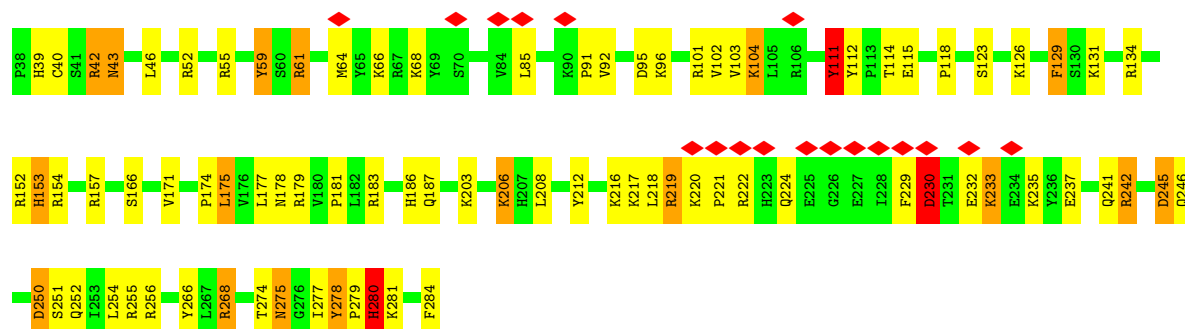 P38 H39 C40 S41 R42 N43 L46 R52 R55 Y59 S60 R61 M64 Y65 K66 R67 K68 Y69 S70 V84 L85 K90 P91 V92 D95 K96 R101 V102 V103 K104 L105 R106 Y111 Y112 P113 T114 E115 P118 S123 K126 F129 S130 K131 R134
R152 H153 R154 R157 S166 V171 P174 L175 V176 L177 N178 R179 V180 P181 L182 R183 H186 Q187 K203 K206 H207 L208 Y212 K216 K217 L218 R219 K220 P221 R222 H223 Q224 E225 G226 E227 I228 F229 D230 T231 E232 K233 E234 K235 Y236 E237 Q241 R242 D245 Q246
D250 S251 Q252 I253 L254 R255 R256 Y266 L267 R268 T274 N275 G276 I277 Y278 P279 H280 K281 F284